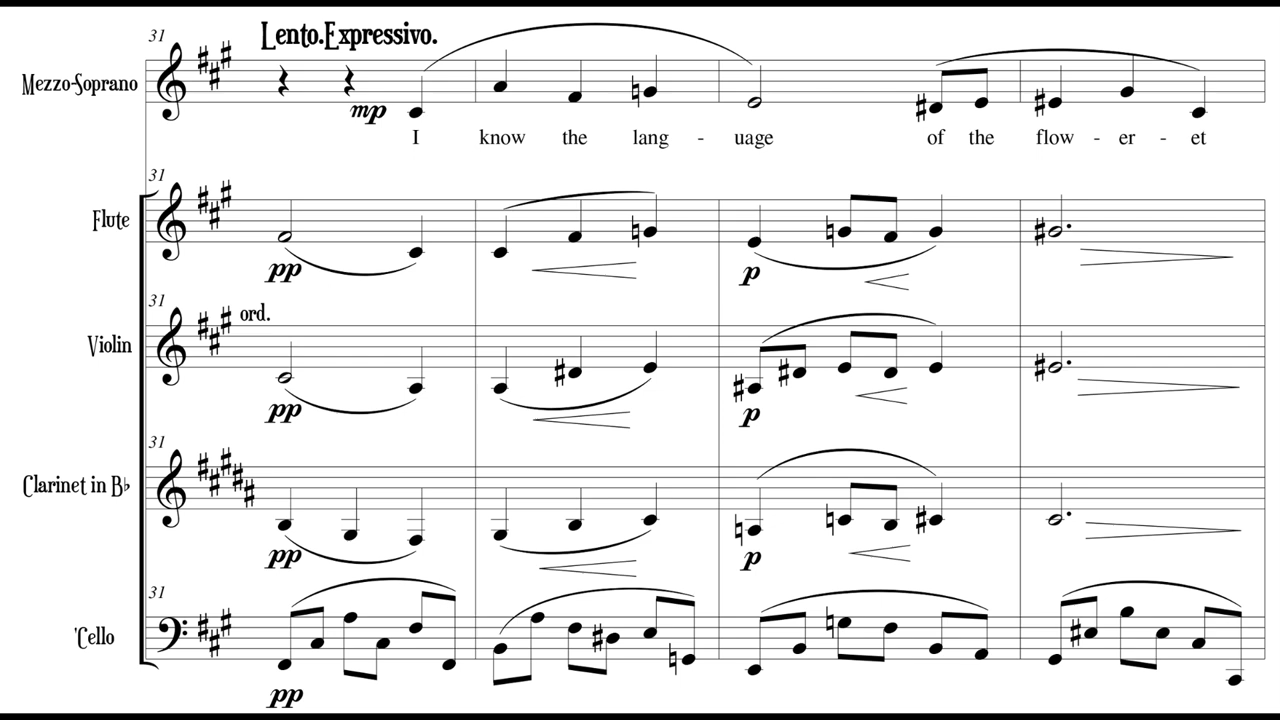 31
Lento.Expressivo.
Mezzo-Soprano
mp
I know the lang - uage of the flow - er - et
31
Flute
pp p
31
ord.
Violin
pp p
31
Clarinet in B♭
pp p
31
'Cello
pp